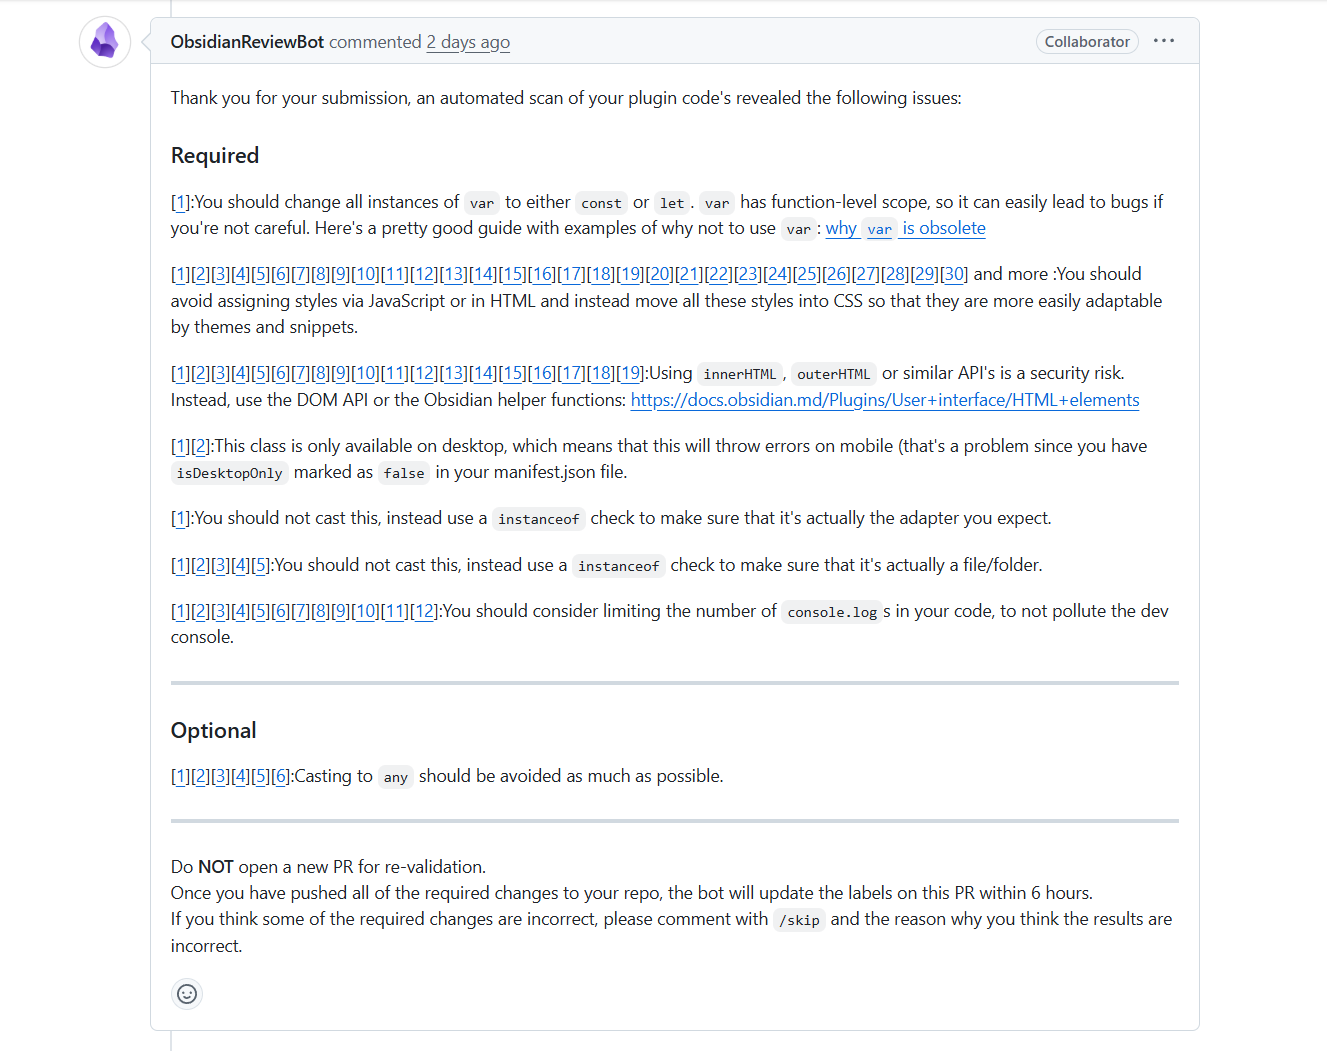 ObsidianReviewBot commented 2 days ago Collaborator
Thank you for your submission, an automated scan of your plugin code's revealed the following issues:
Required
[1]:You should change all instances of var to either const or let. var has function-level scope, so it can easily lead to bugs if
you're not careful. Here's a pretty good guide with examples of why not to use var: why var is obsolete
[1][2][3][4][5][6][7][8][9][10][11][12][13][14][15][16][17][18][19][20][21][22][23][24][25][26][27][28][29][30] and more :You should
avoid assigning styles via JavaScript or in HTML and instead move all these styles into CSS so that they are more easily adaptable
by themes and snippets.
[1][2][3][4][5][6][7][8][9][10][11][12][13][14][15][16][17][18][19]:Using innerHTML, outerHTML or similar API's is a security risk.
Instead, use the DOM API or the Obsidian helper functions: https://docs.obsidian.md/Plugins/User+interface/HTML+elements
[1][2]:This class is only available on desktop, which means that this will throw errors on mobile (that's a problem since you have
isDesktopOnly marked as false in your manifest.json file.
[1]:You should not cast this, instead use a instanceof check to make sure that it's actually the adapter you expect.
[1][2][3][4][5]:You should not cast this, instead use a instanceof check to make sure that it's actually a file/folder.
[1][2][3][4][5][6][7][8][9][10][11][12]:You should consider limiting the number of console.log s in your code, to not pollute the dev
console.
Optional
[1][2][3][4][5][6]:Casting to any should be avoided as much as possible.
Do NOT open a new PR for re-validation.
Once you have pushed all of the required changes to your repo, the bot will update the labels on this PR within 6 hours.
If you think some of the required changes are incorrect, please comment with /skip and the reason why you think the results are
incorrect.